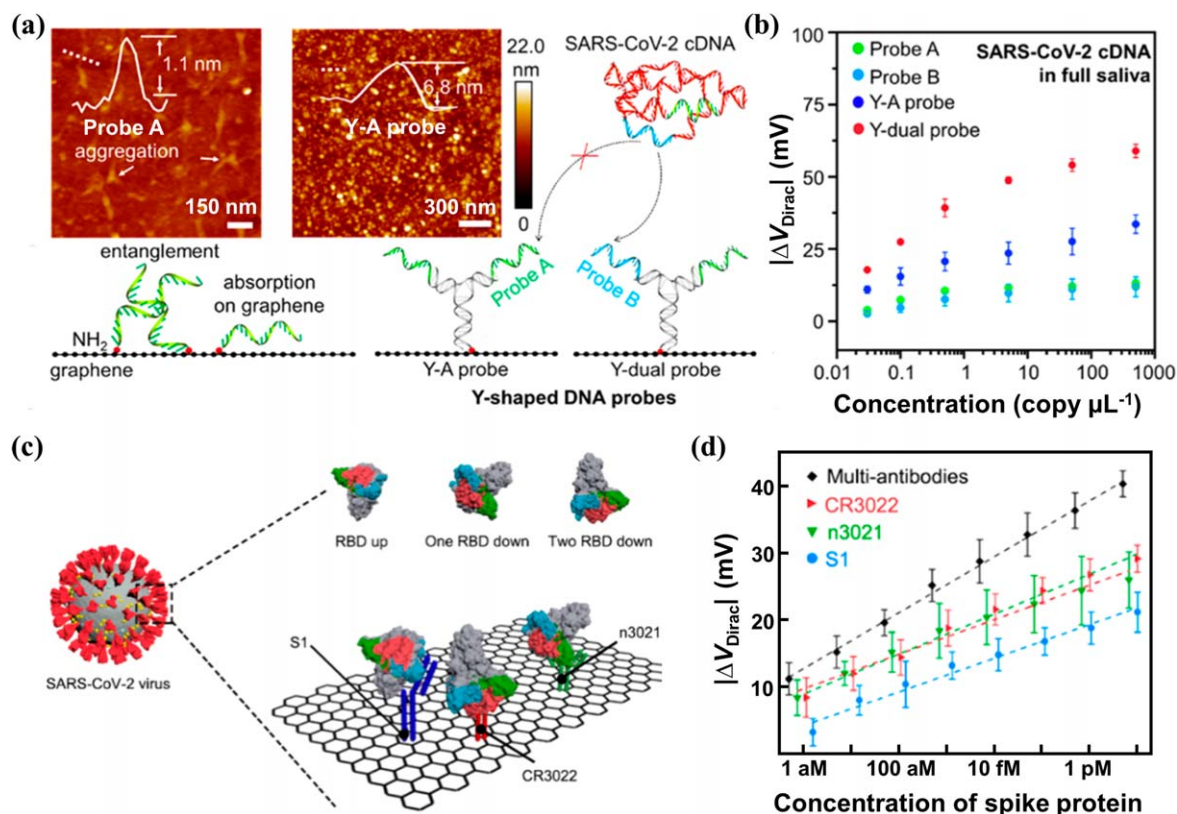 (a)
1.1 nm
Probe A
aggregation
150 nm
6.8 nm
Y-A probe
300 nm
22.0
nm
0
SARS-CoV-2 cDNA
entanglement
absorption
on graphene
NH2
graphene
Probe A
Probe B
Y-A probe
Y-dual probe
Y-shaped DNA probes
(b)
100
75
50
25
0
|ΔVDirac| (mV)
Probe A
Probe B
Y-A probe
Y-dual probe
SARS-CoV-2 cDNA
in full saliva
0.01
0.1
1
10
100
1000
Concentration (copy µL-1)
(c)
RBD up
One RBD down
Two RBD down
SARS-CoV-2 virus
S1
n3021
CR3022
(d)
40
30
20
10
|ΔVDirac| (mV)
Multi-antibodies
CR3022
n3021
S1
1 aM
100 aM
10 fM
1 pM
Concentration of spike protein